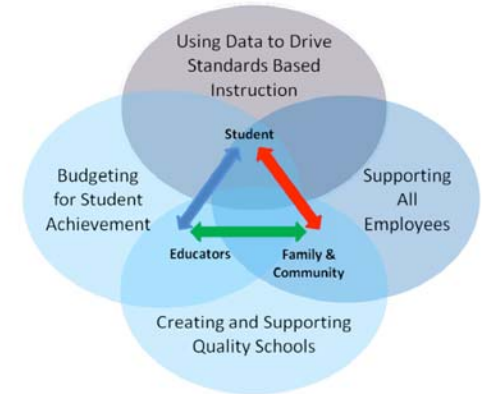 Using Data to Drive
Standards Based
Instruction
Student
Budgeting
for Student
Achievement
Supporting
All
Employees
Educators
Family &
Community
Creating and Supporting
Quality Schools